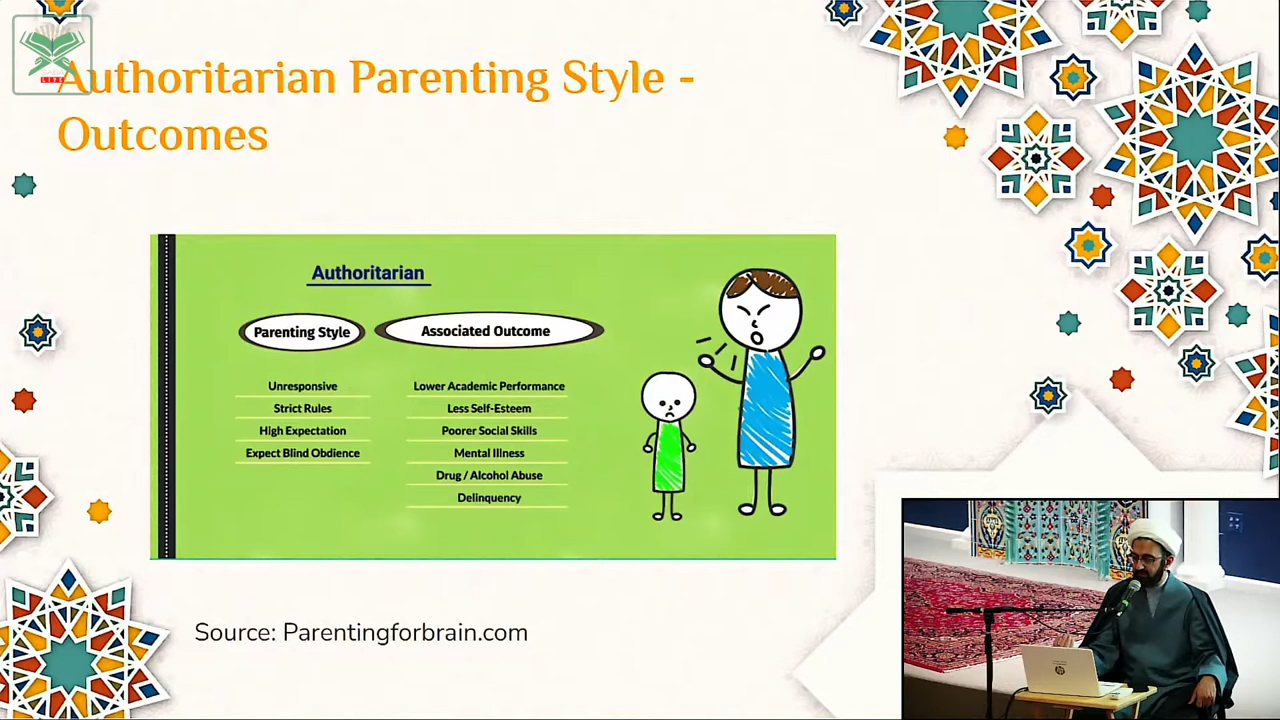 LIVE
Authoritarian Parenting Style -
Outcomes
Authoritarian
Parenting Style
Associated Outcome
Unresponsive
Strict Rules
High Expectation
Expect Blind Obdience
Lower Academic Performance
Less Self-Esteem
Poorer Social Skills
Mental Illness
Drug / Alcohol Abuse
Delinquency
Source: Parentingforbrain.com